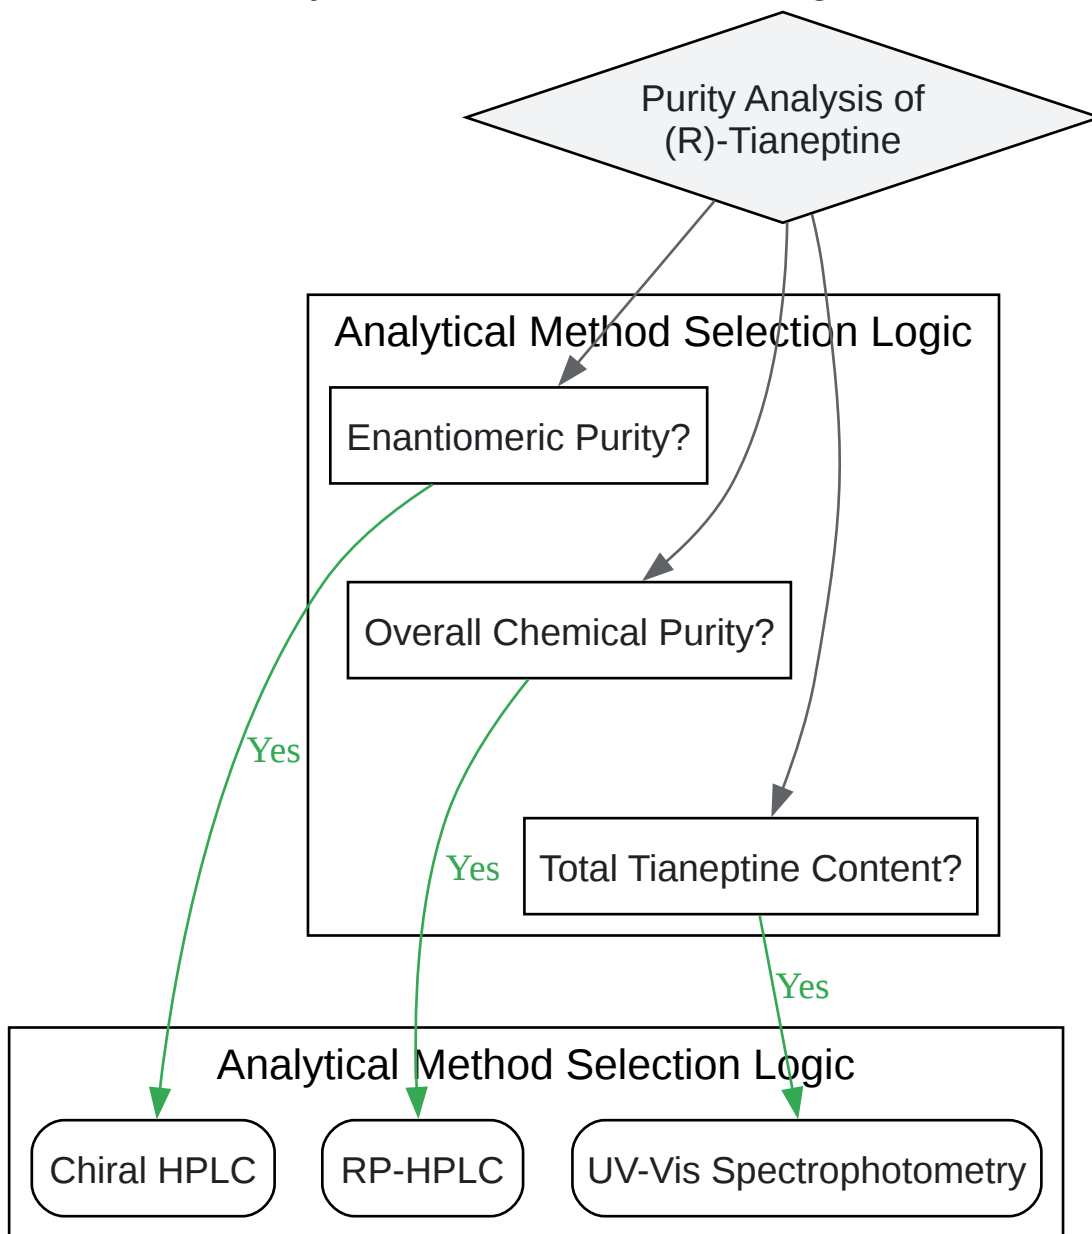 Purity Analysis of
(R)-Tianeptine
Analytical Method Selection Logic
Enantiomeric Purity?
Overall Chemical Purity?
Yes
Yes
Total Tianeptine Content?
Yes
Analytical Method Selection Logic
Chiral HPLC
RP-HPLC
UV-Vis Spectrophotometry